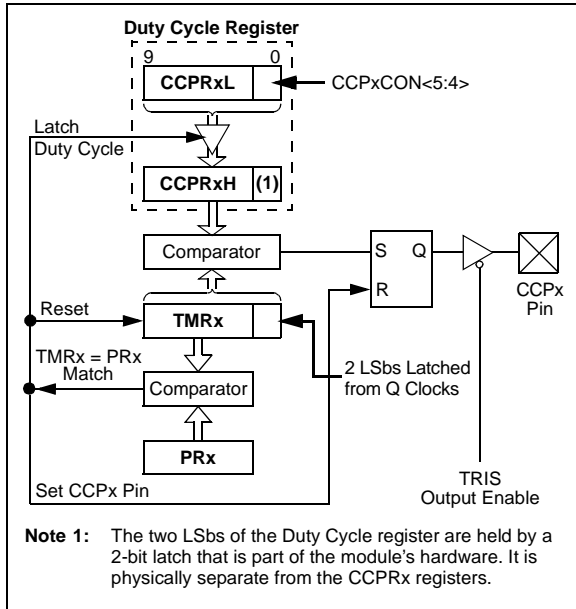 Duty Cycle Register
9 0
CCPRxL
CCPxCON<5:4>
Latch
Duty Cycle
CCPRxH (1)
Comparator
S Q
R
CCPx
Pin
Reset
TMRx
TMRx = PRx
Match
2 LSbs Latched
from Q Clocks
Comparator
PRx
Set CCPx Pin
TRIS
Output Enable
Note 1: The two LSbs of the Duty Cycle register are held by a
2-bit latch that is part of the module's hardware. It is
physically separate from the CCPRx registers.